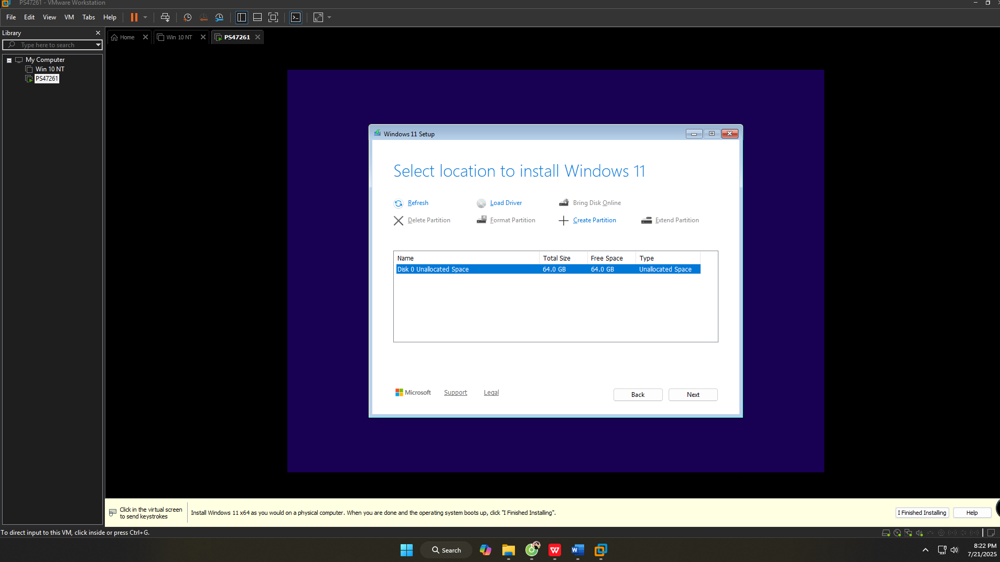 PS47261 - VMware Workstation
File Edit View VM Tabs Help
Library
Type here to search
My Computer
Win 10 NT
PS47261
Home Win 10 NT PS47261
Windows 11 Setup
Select location to install Windows 11
Refresh Load Driver Bring Disk Online
Delete Partition Format Partition Create Partition Extend Partition
Name Total Size Free Space Type
Disk 0 Unallocated Space 64.0 GB 64.0 GB Unallocated Space
Microsoft Support Legal
Back Next
Click in the virtual screen
to send keystrokes
Install Windows 11 x64 as you would on a physical computer. When you are done and the operating system boots up, click "I Finished Installing".
I Finished Installing Help
To direct input to this VM, click inside or press Ctrl+G.
Search
8:22 PM
7/21/2025